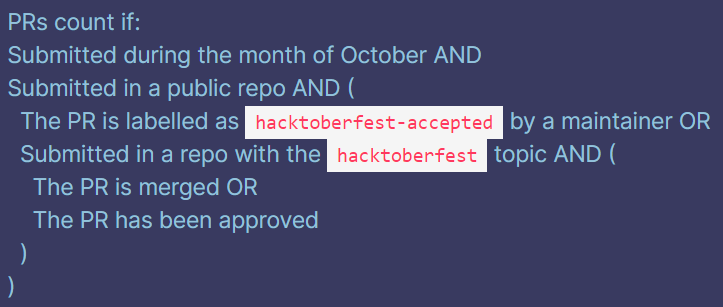 PRs count if:
Submitted during the month of October AND
Submitted in a public repo AND (
The PR is labelled as hacktoberfest-accepted by a maintainer OR
Submitted in a repo with the hacktoberfest topic AND (
The PR is merged OR
The PR has been approved
)
)